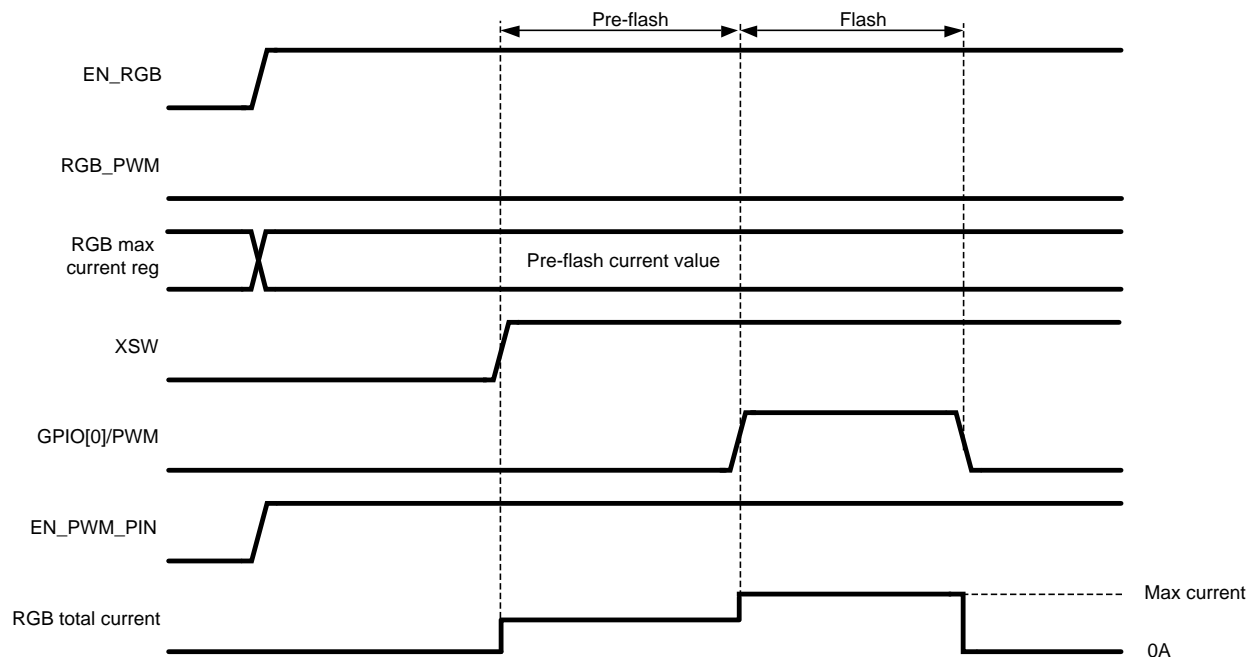 Pre-flash
Flash
EN_RGB
RGB_PWM
RGB max
current reg
Pre-flash current value
XSW
GPIO[0]/PWM
EN_PWM_PIN
RGB total current
Max current
0A